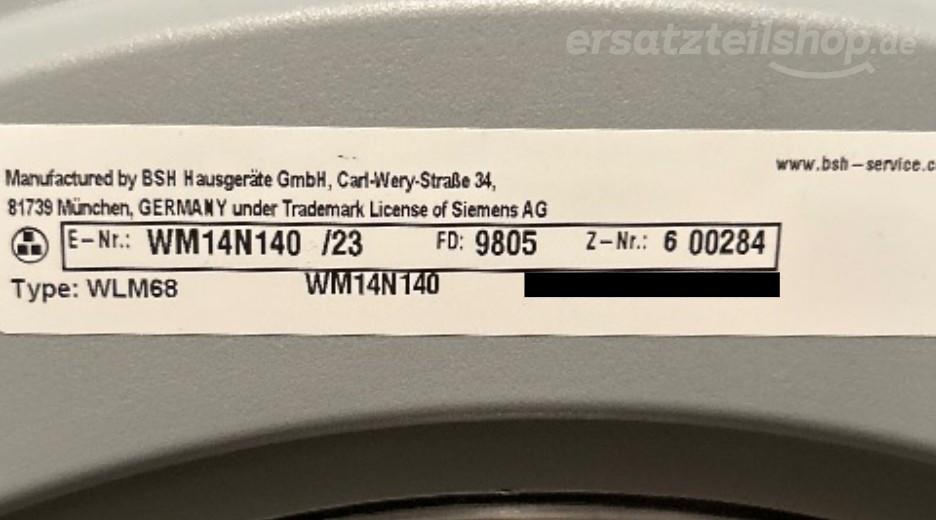 ersatzteilshop.de
www.bsh-service.c
Manufactured by BSH Hausgeräte GmbH, Carl-Wery-Straße 34,
81739 München, GERMANY under Trademark License of Siemens AG
E-Nr.: WM14N140 /23 FD: 9805 Z-Nr.: 6 00284
Type: WLM68 WM14N140